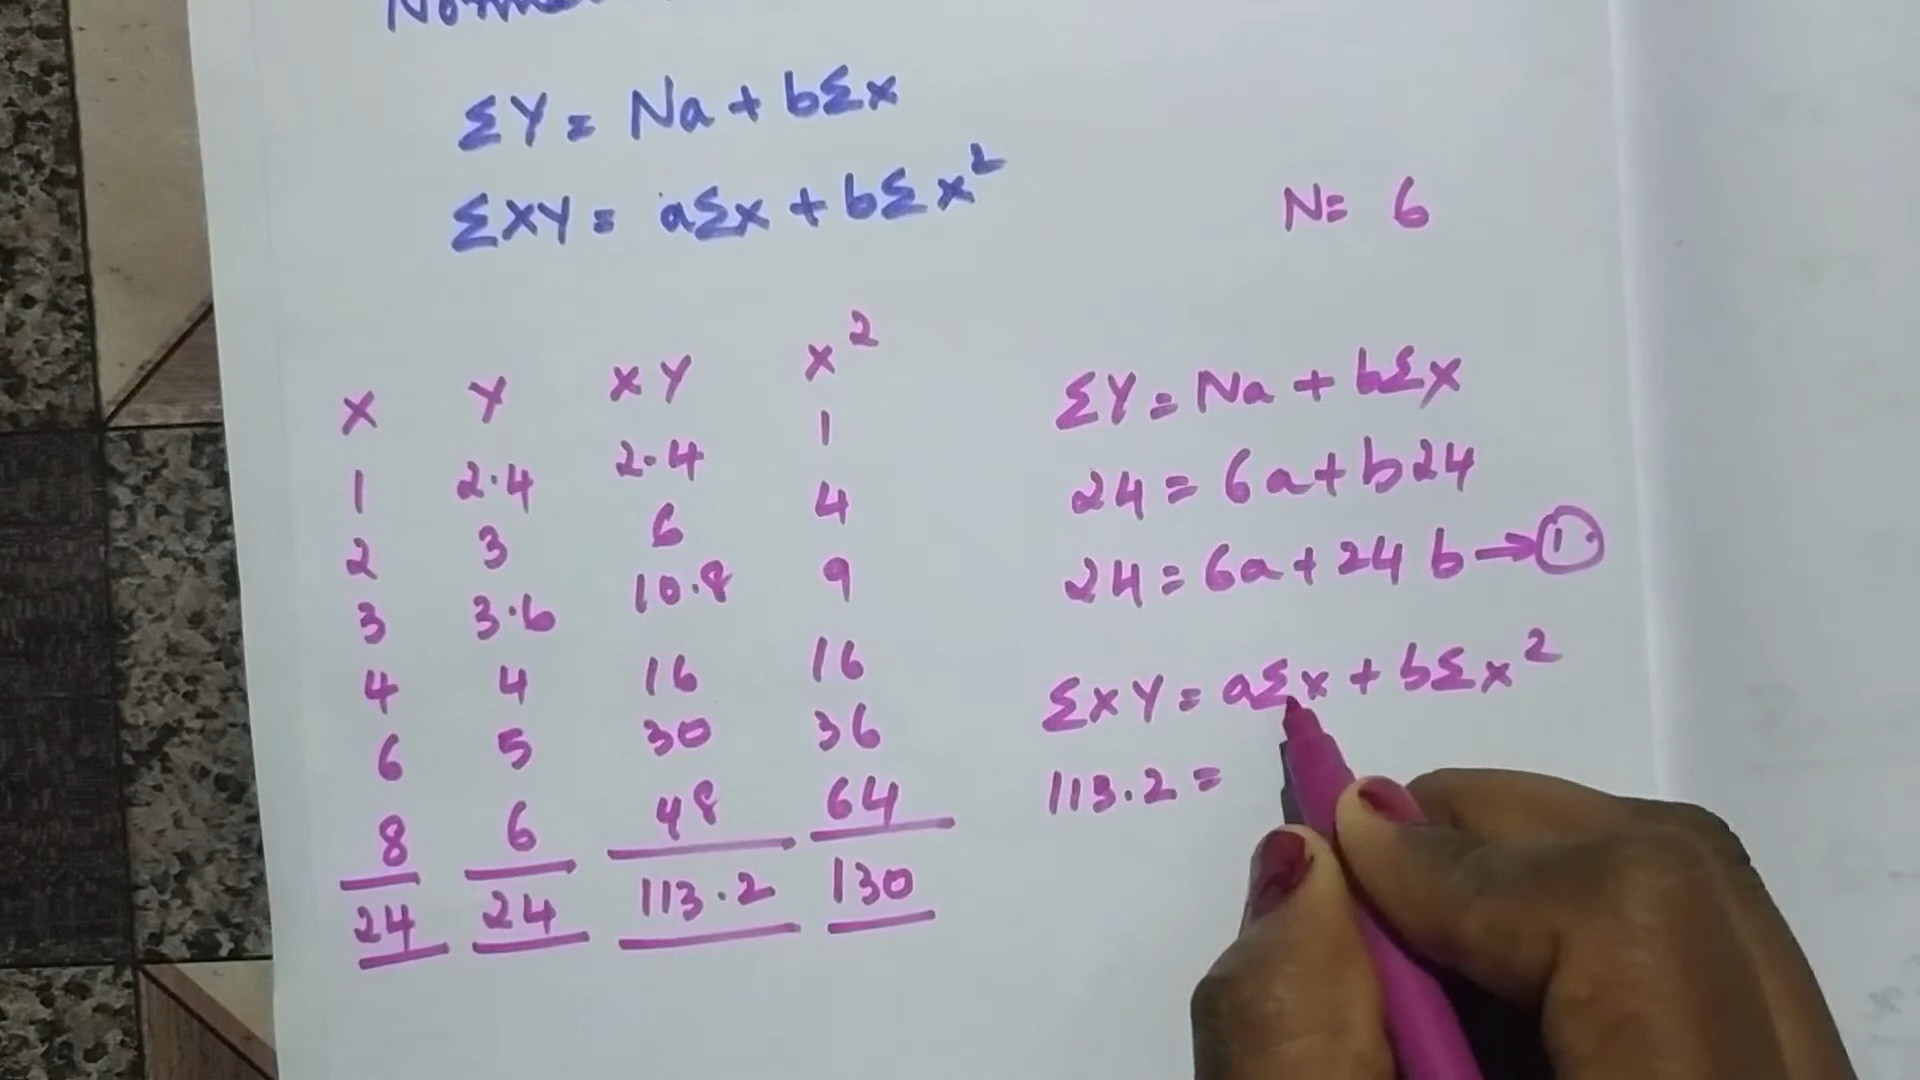 ΣY = Na + bΣx
ΣXY = aΣx + bΣx²
N = 6
X Y XY X²
1 2.4 2.4 1
2 3 6 4
3 3.6 10.8 9
4 4 16 16
6 5 30 36
8 6 48 64
24 24 113.2 130
ΣY = Na + bΣx
24 = 6a + b24
24 = 6a + 24 b → 1.
ΣXY = aΣx + bΣx²
113.2 =